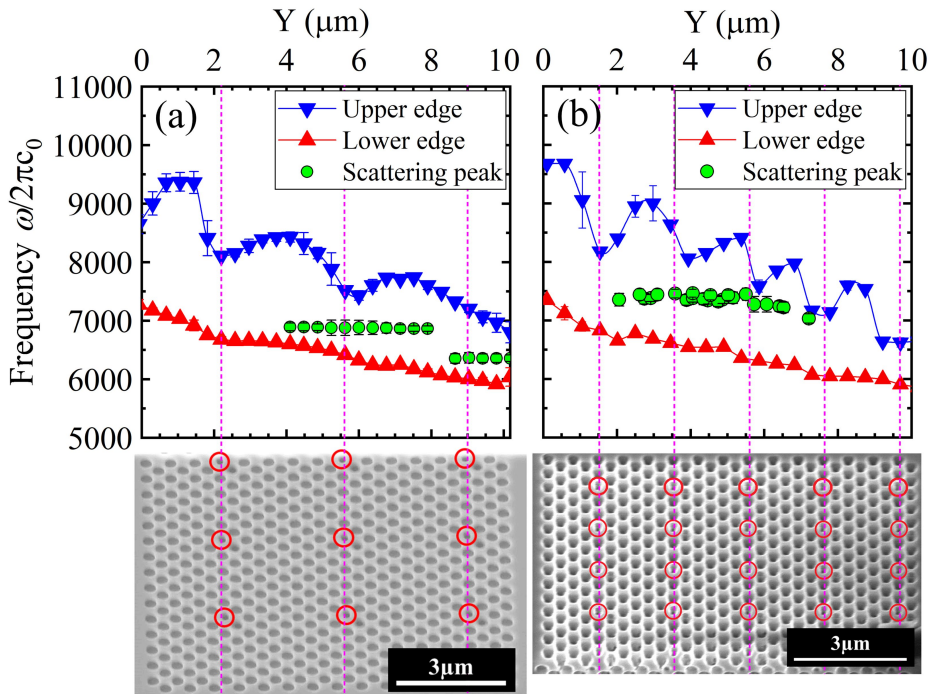 Y (μm)
Y (μm)
0 2 4 6 8 10
0 2 4 6 8 10
11000
10000
9000
8000
7000
6000
5000
Frequency ω/2πc₀
(a)
Upper edge
Lower edge
Scattering peak
(b)
Upper edge
Lower edge
Scattering peak
3μm
3μm